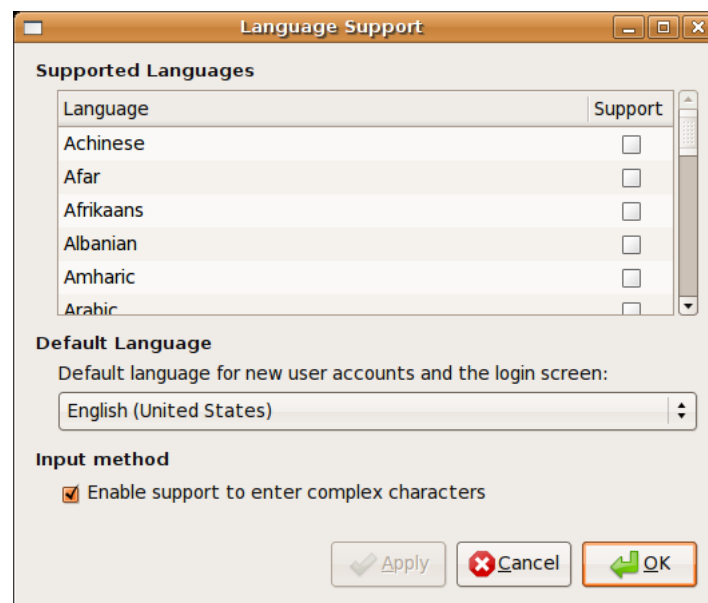 Language Support
Supported Languages
Language Support
Achinese
Afar
Afrikaans
Albanian
Amharic
Arabic
Default Language
Default language for new user accounts and the login screen:
English (United States)
Input method
Enable support to enter complex characters
Apply Cancel OK